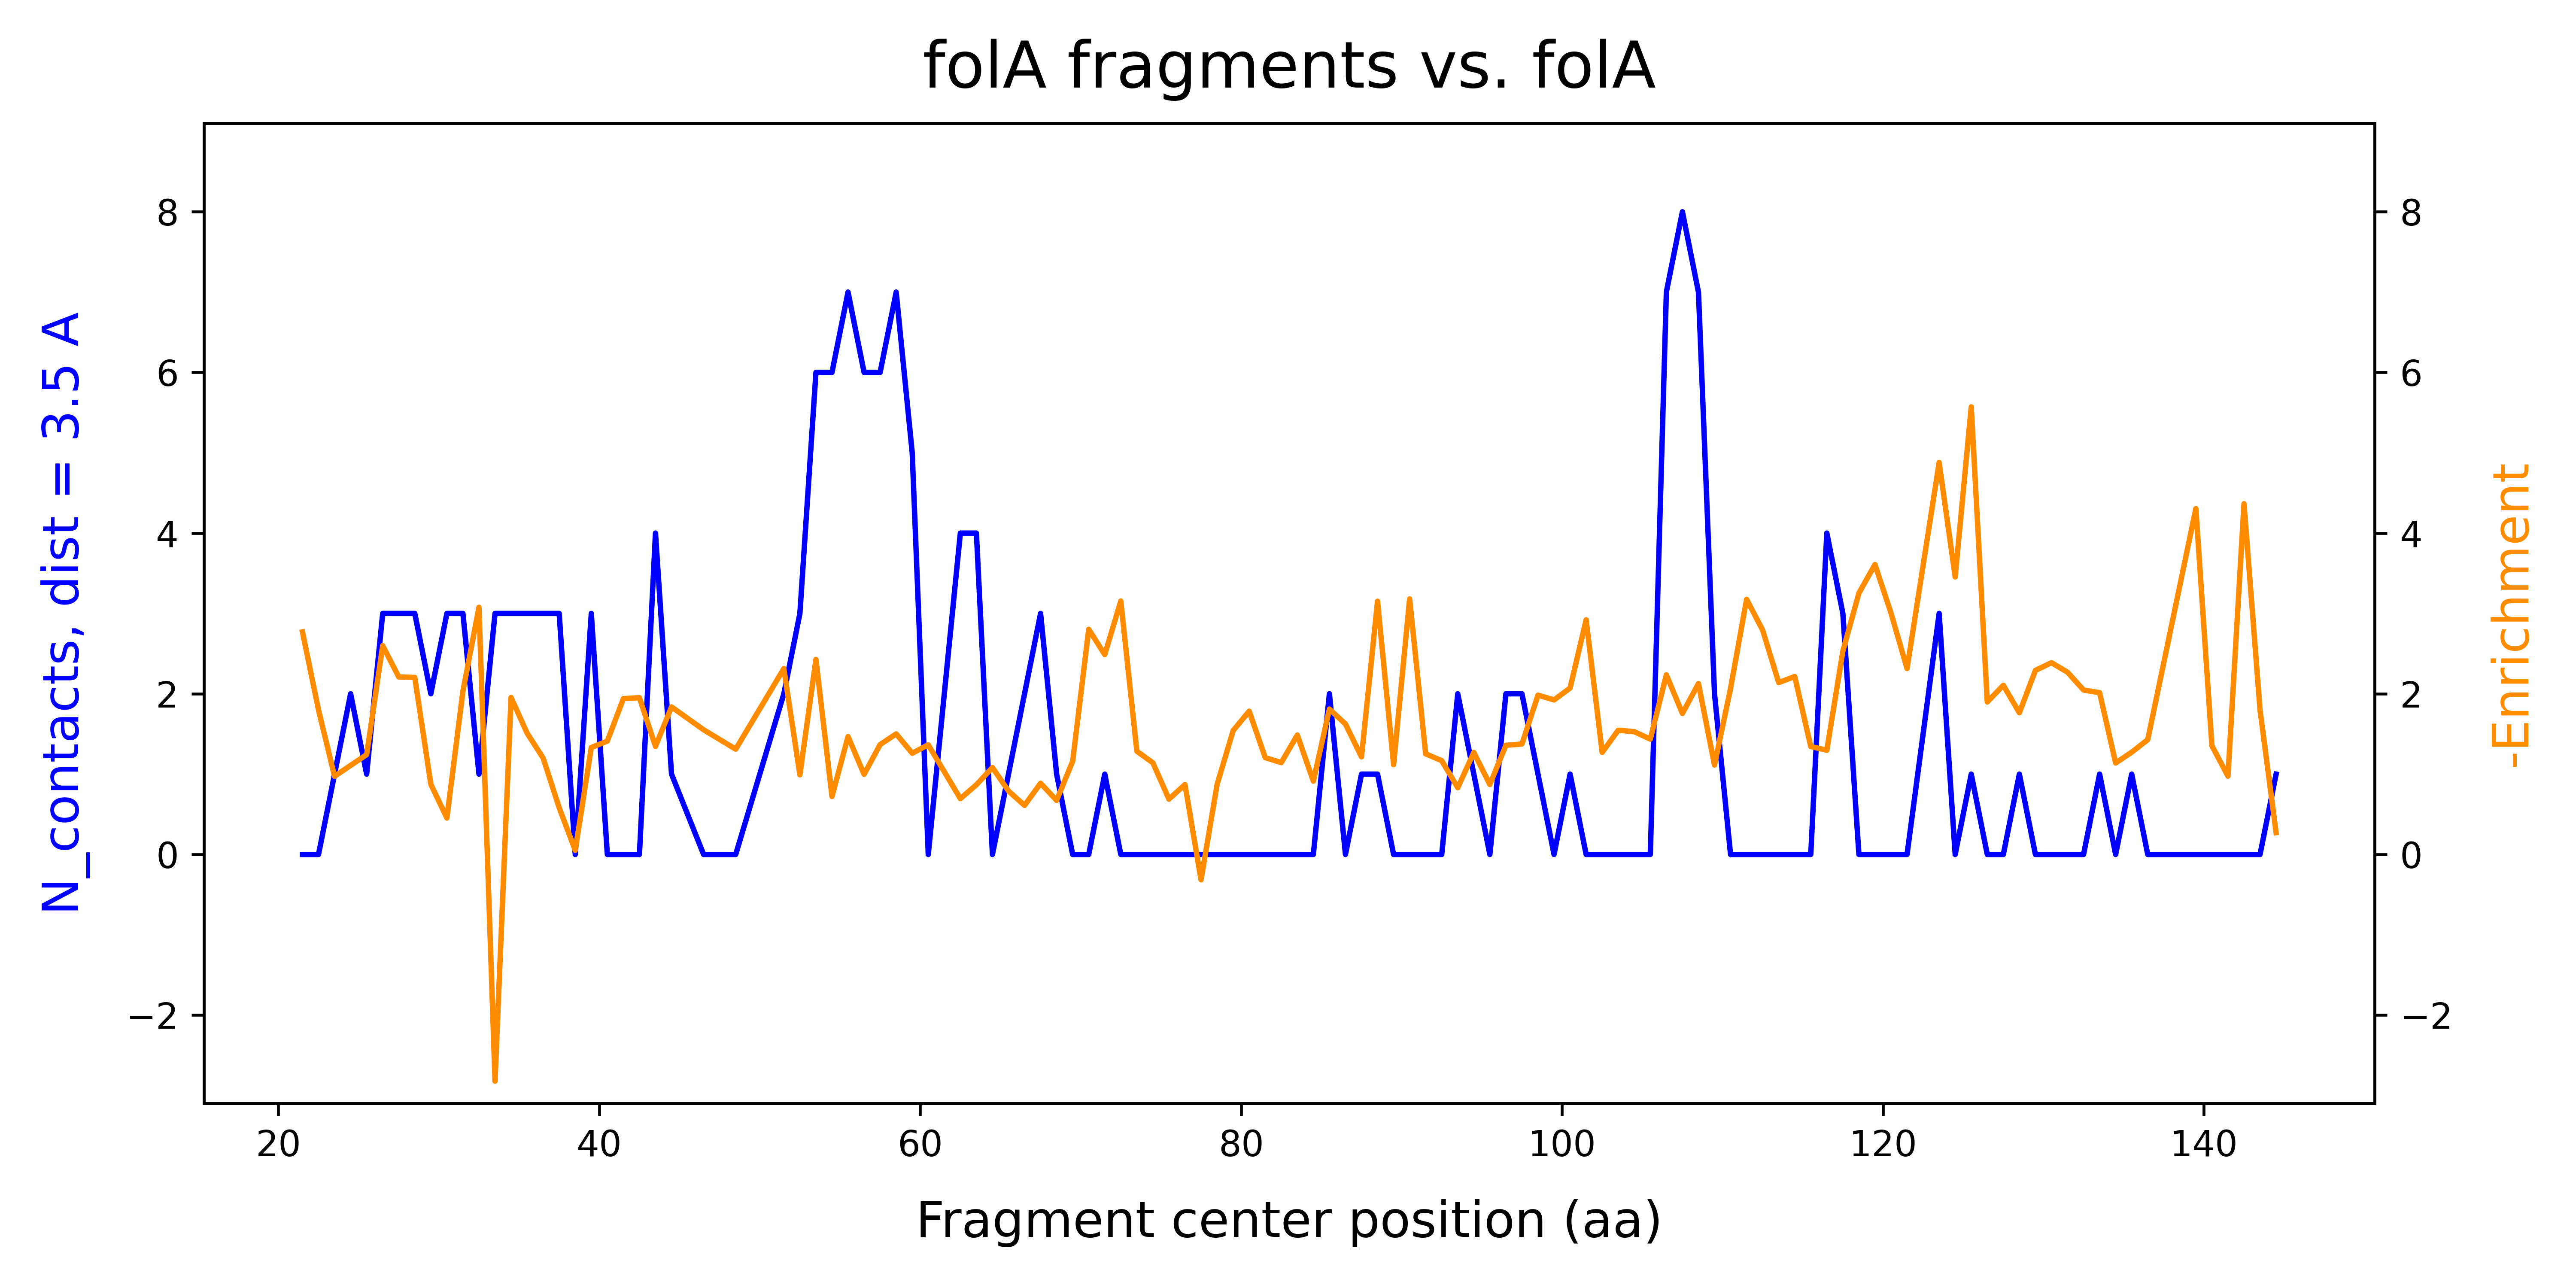 folA fragments vs. folA
N_contacts, dist = 3.5 A
8
6
4
2
0
−2
8
6
4
2
0
−2
-Enrichment
20 40 60 80 100 120 140
Fragment center position (aa)